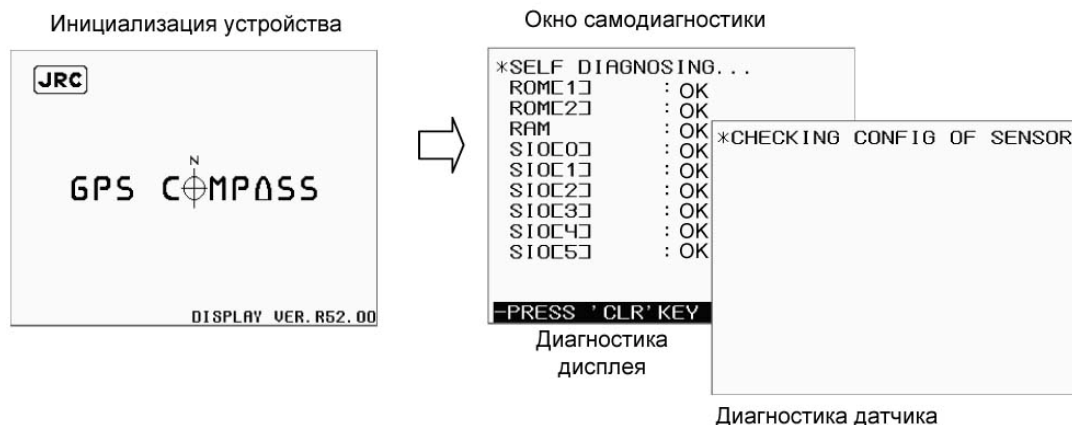 Инициализация устройства
JRC
N
GPS COMPASS
DISPLAY VER.R52.00
Окно самодиагностики
*SELF DIAGNOSING...
ROM[1] : OK
ROM[2] : OK
RAM : OK
SIO[0] : OK
SIO[1] : OK
SIO[2] : OK
SIO[3] : OK
SIO[4] : OK
SIO[5] : OK
-PRESS 'CLR'KEY
Диагностика
дисплея
*CHECKING CONFIG OF SENSOR
Диагностика датчика